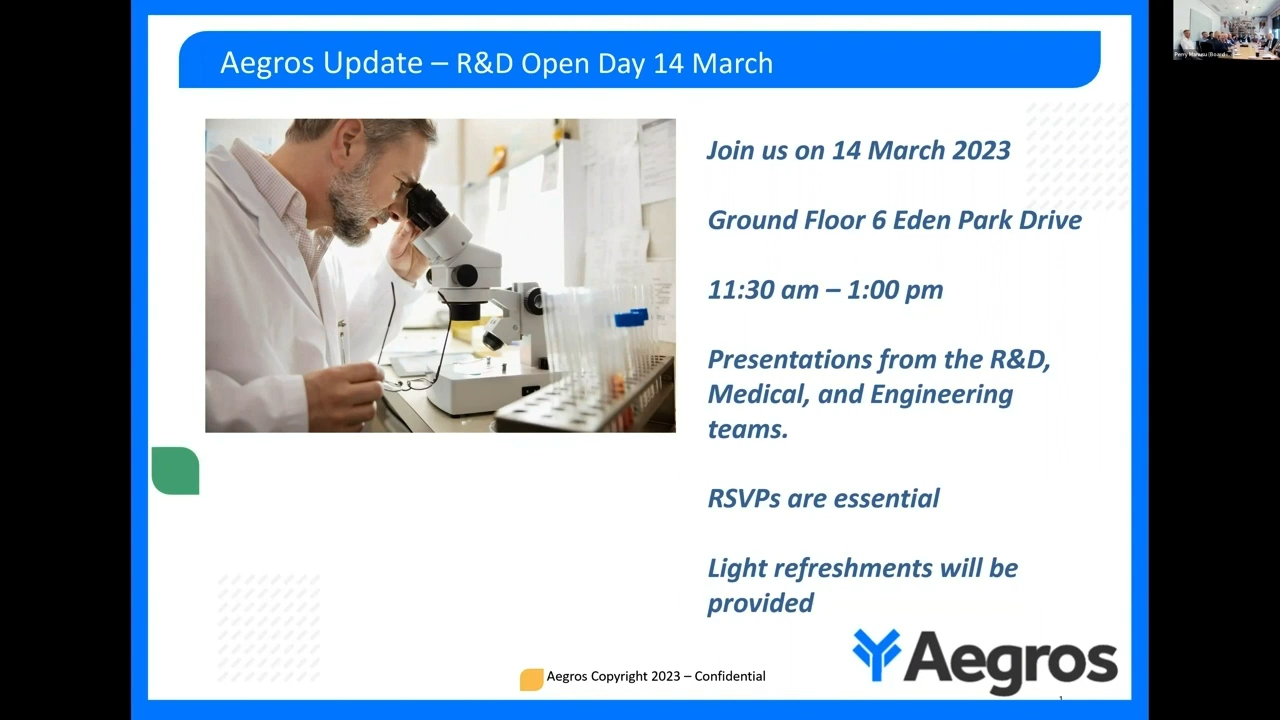 Aegros Update – R&D Open Day 14 March
Join us on 14 March 2023
Ground Floor 6 Eden Park Drive
11:30 am – 1:00 pm
Presentations from the R&D,
Medical, and Engineering
teams.
RSVPs are essential
Light refreshments will be
provided
Aegros
Aegros Copyright 2023 – Confidential